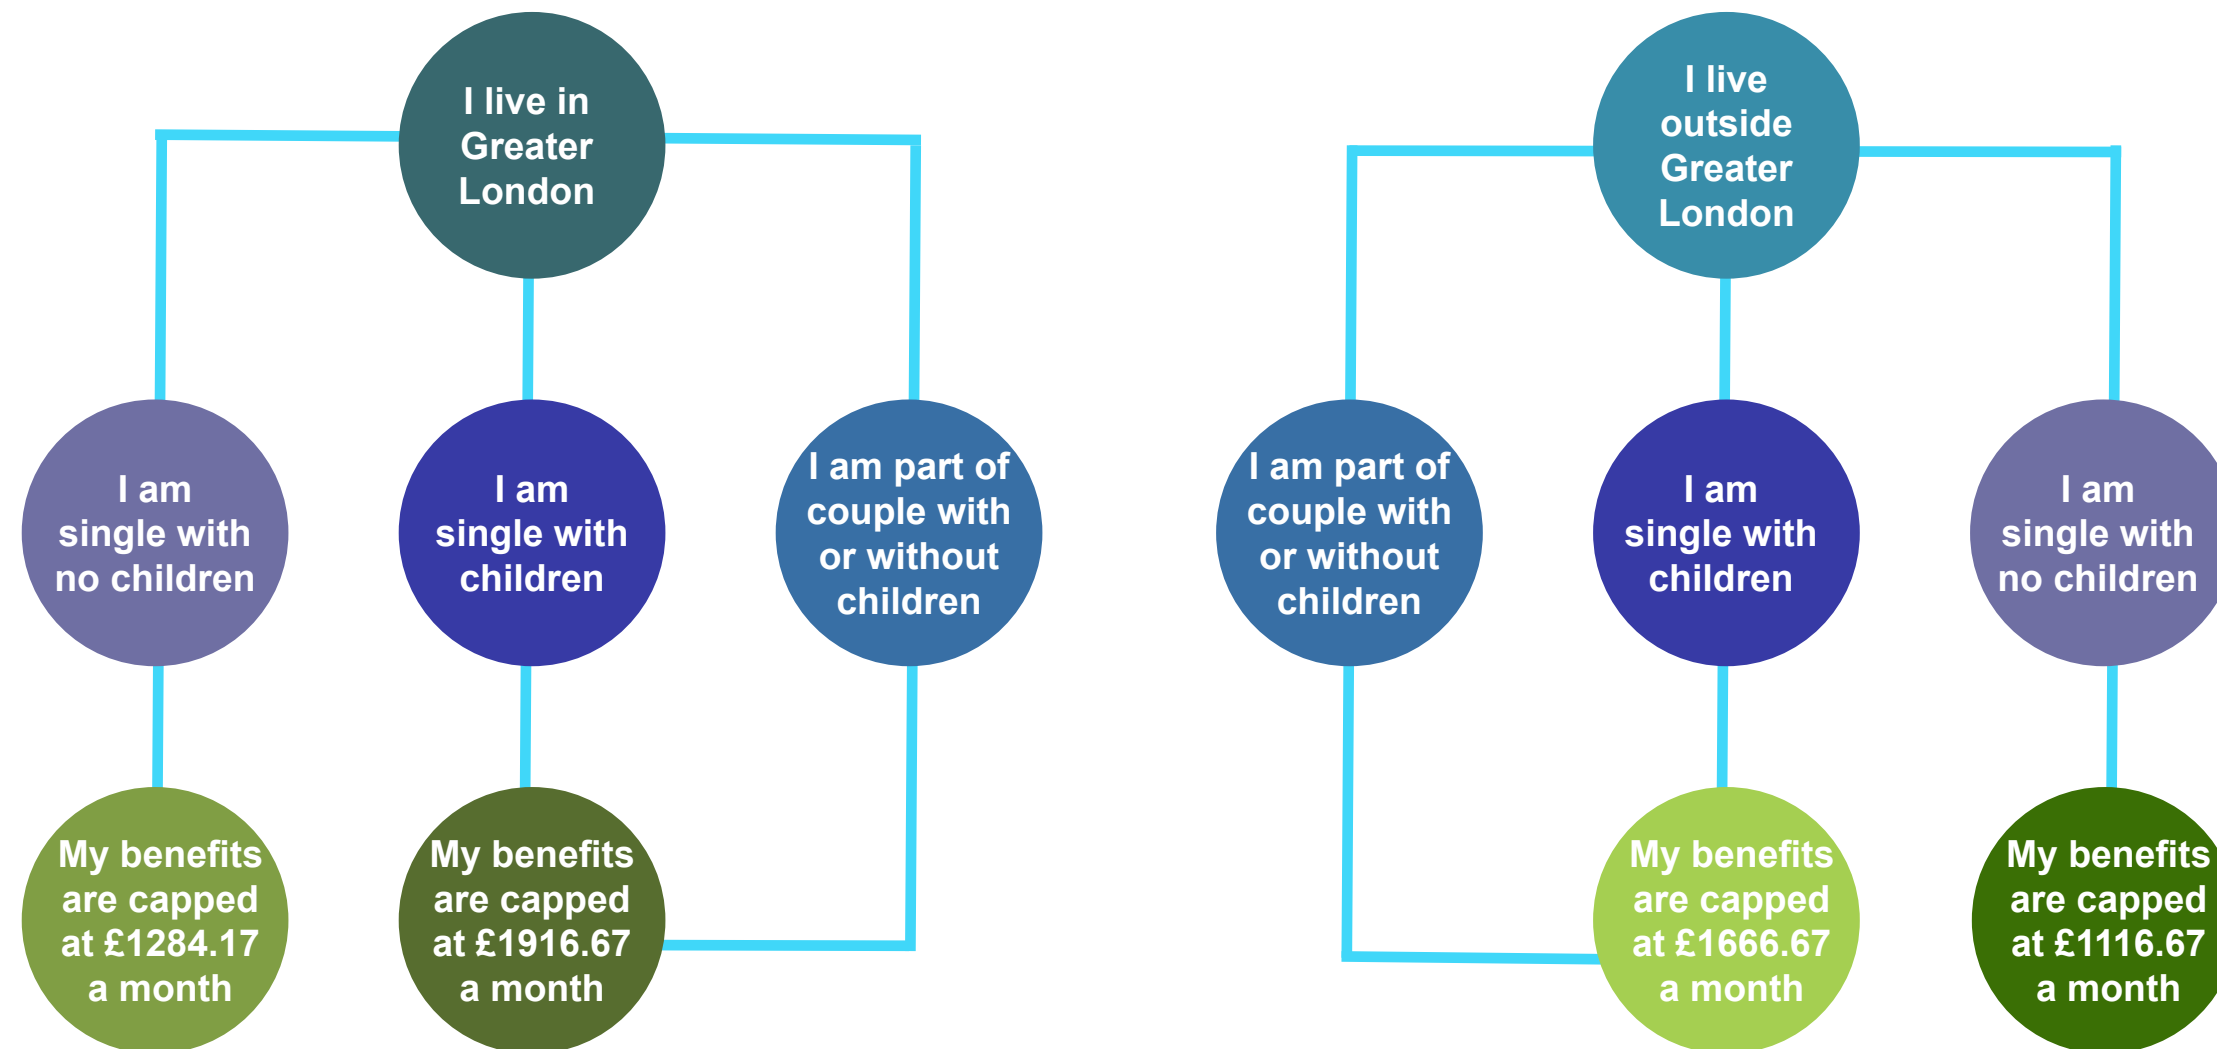 I live in
Greater
London
I live
outside
Greater
London
I am
single with
no children
I am
single with
children
I am part of
couple with
or without
children
I am part of
couple with
or without
children
I am
single with
children
I am
single with
no children
My benefits
are capped
at £1284.17
a month
My benefits
are capped
at £1916.67
a month
My benefits
are capped
at £1666.67
a month
My benefits
are capped
at £1116.67
a month